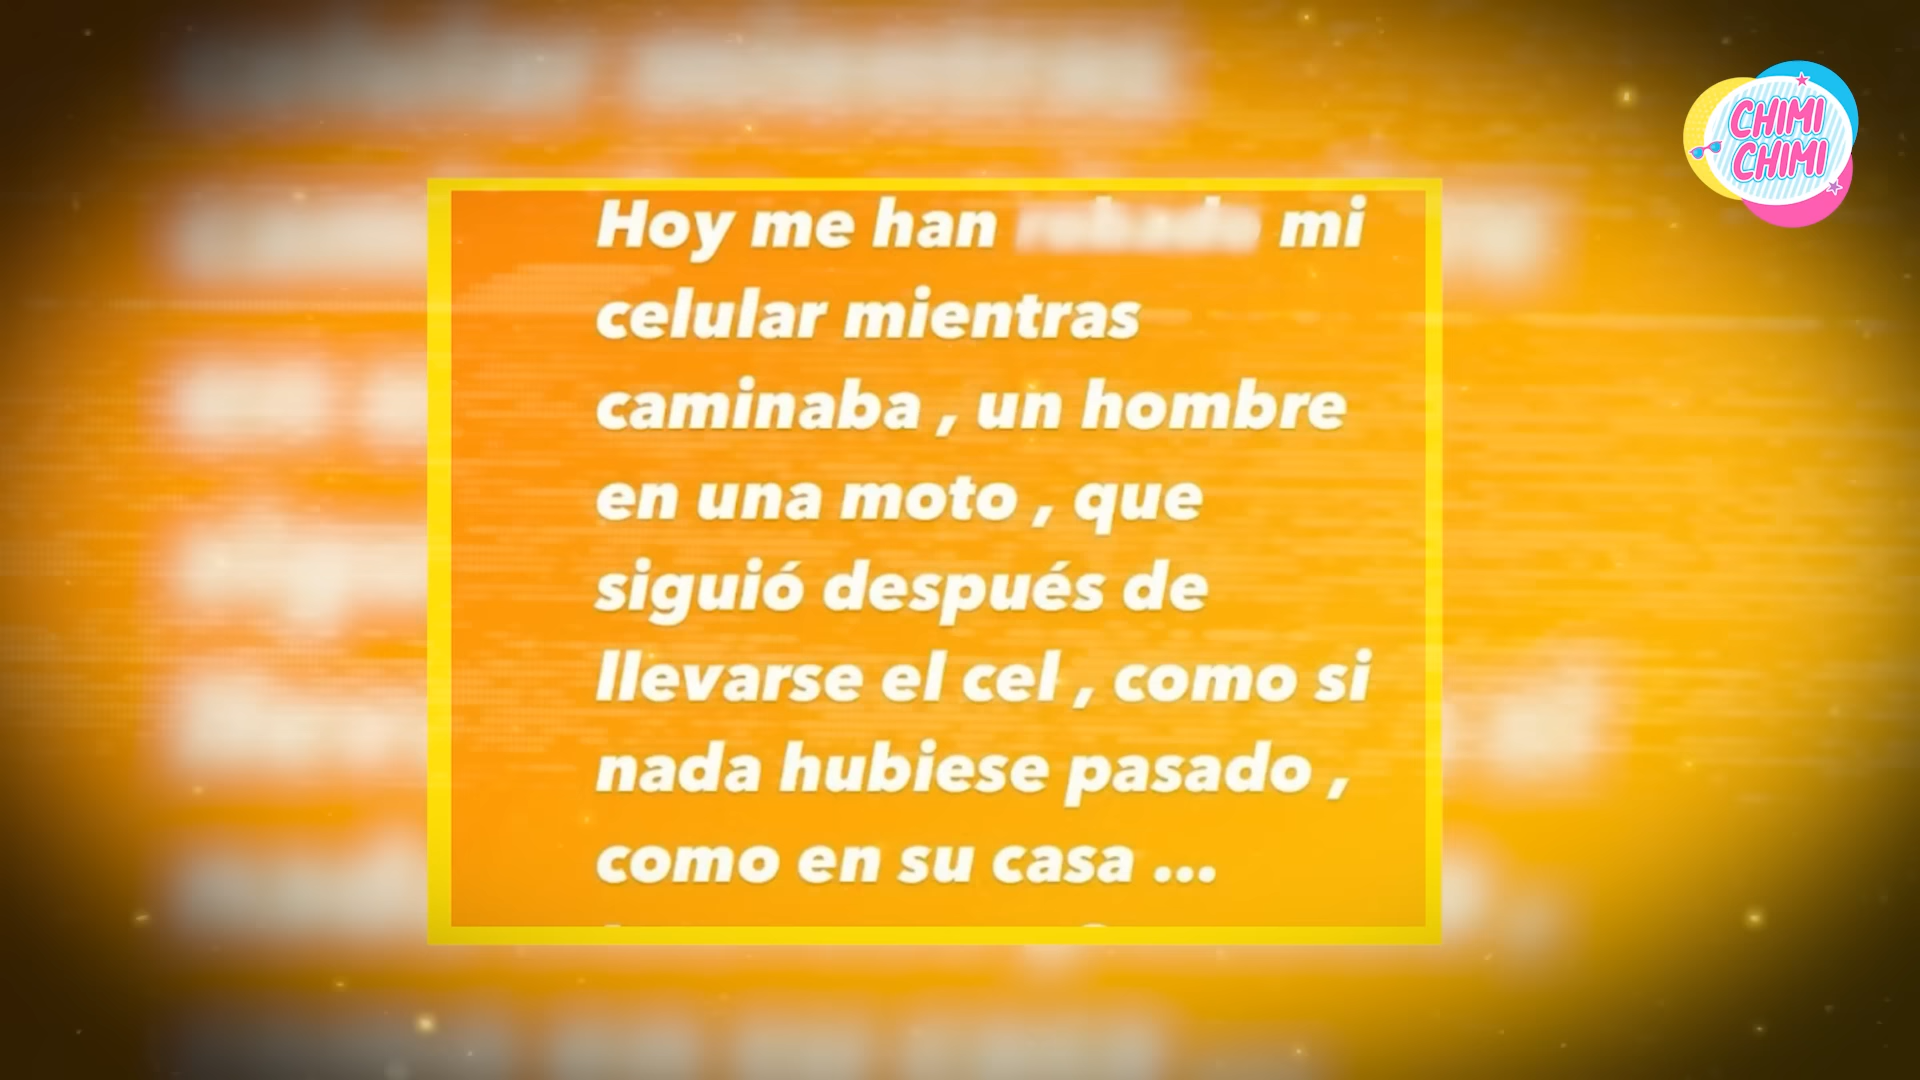 Hoy me han robado mi
celular mientras
caminaba , un hombre
en una moto , que
siguió después de
llevarse el cel , como si
nada hubiese pasado ,
como en su casa ...
CHIMI
CHIMI